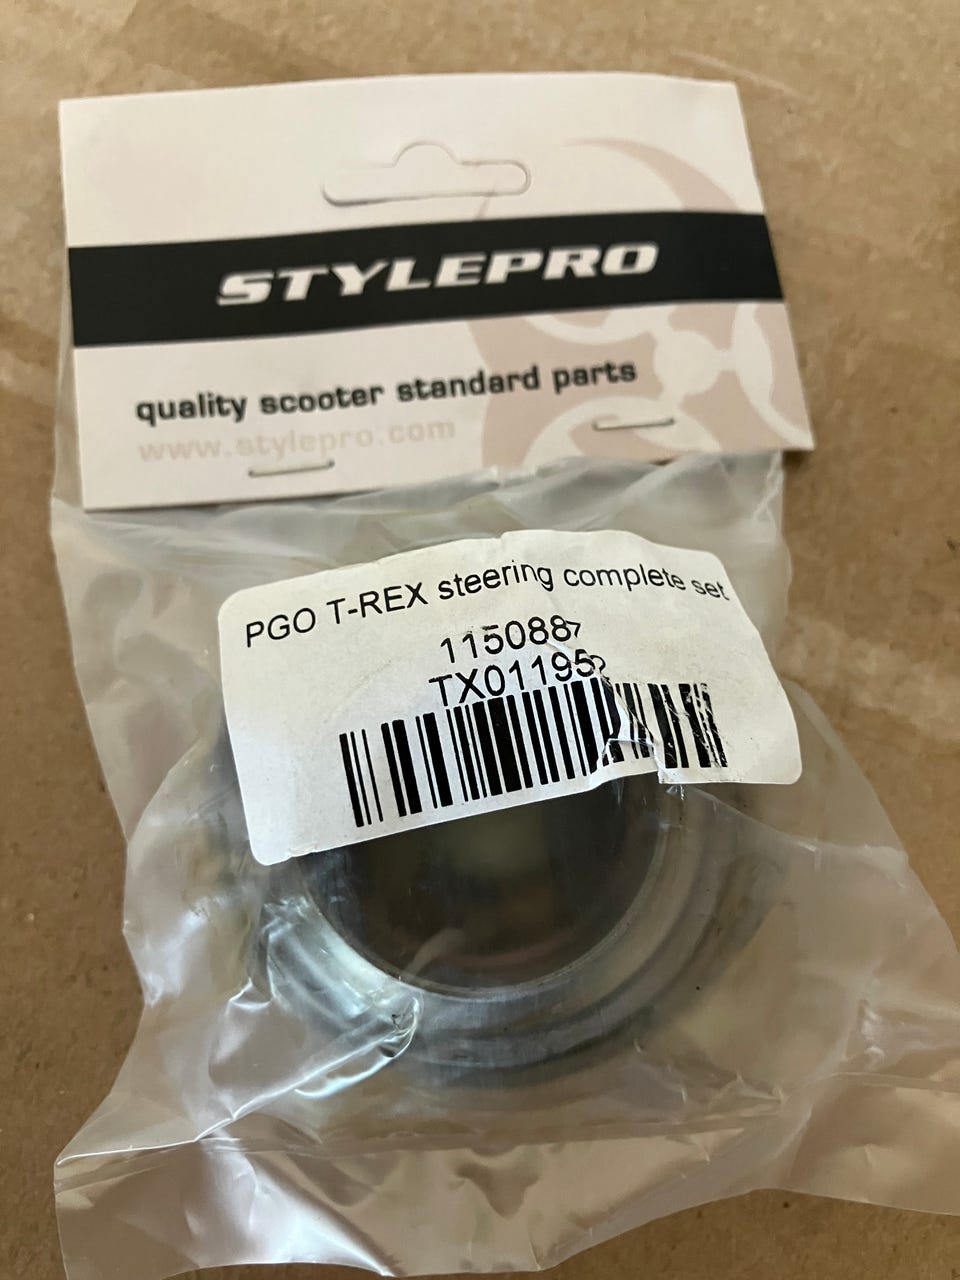 STYLEPRO
quality scooter standard parts
www.stylepro.com
PGO T-REX steering complete set